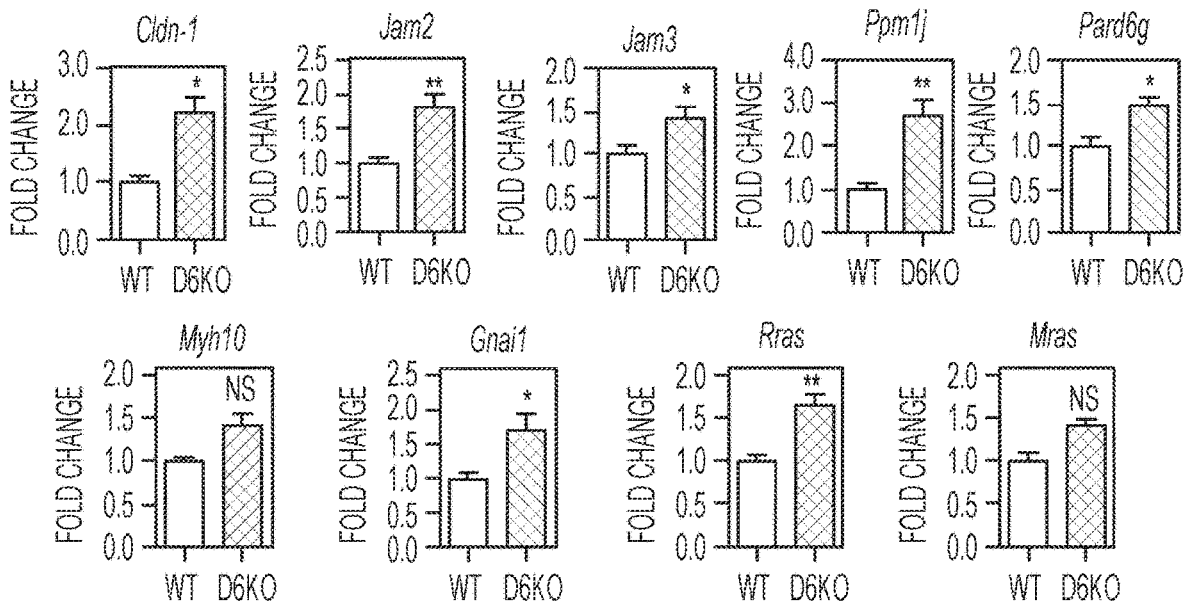 Cldn-1
FOLD CHANGE
3.0
2.0
1.0
0.0
*
WT D6KO
Jam2
FOLD CHANGE
2.5
2.0
1.5
1.0
0.5
0.0
**
WT D6KO
Jam3
FOLD CHANGE
2.0
1.5
1.0
0.5
0.0
*
WT D6KO
Ppm1j
FOLD CHANGE
4.0
3.0
2.0
1.0
0.0
**
WT D6KO
Pard6g
FOLD CHANGE
2.0
1.5
1.0
0.5
0.0
*
WT D6KO
Myh10
FOLD CHANGE
2.0
1.5
1.0
0.5
0.0
NS
WT D6KO
Gnai1
FOLD CHANGE
2.5
2.0
1.5
1.0
0.5
0.0
*
WT D6KO
Rras
FOLD CHANGE
2.0
1.5
1.0
0.5
0.0
**
WT D6KO
Mras
FOLD CHANGE
2.0
1.5
1.0
0.5
0.0
NS
WT D6KO